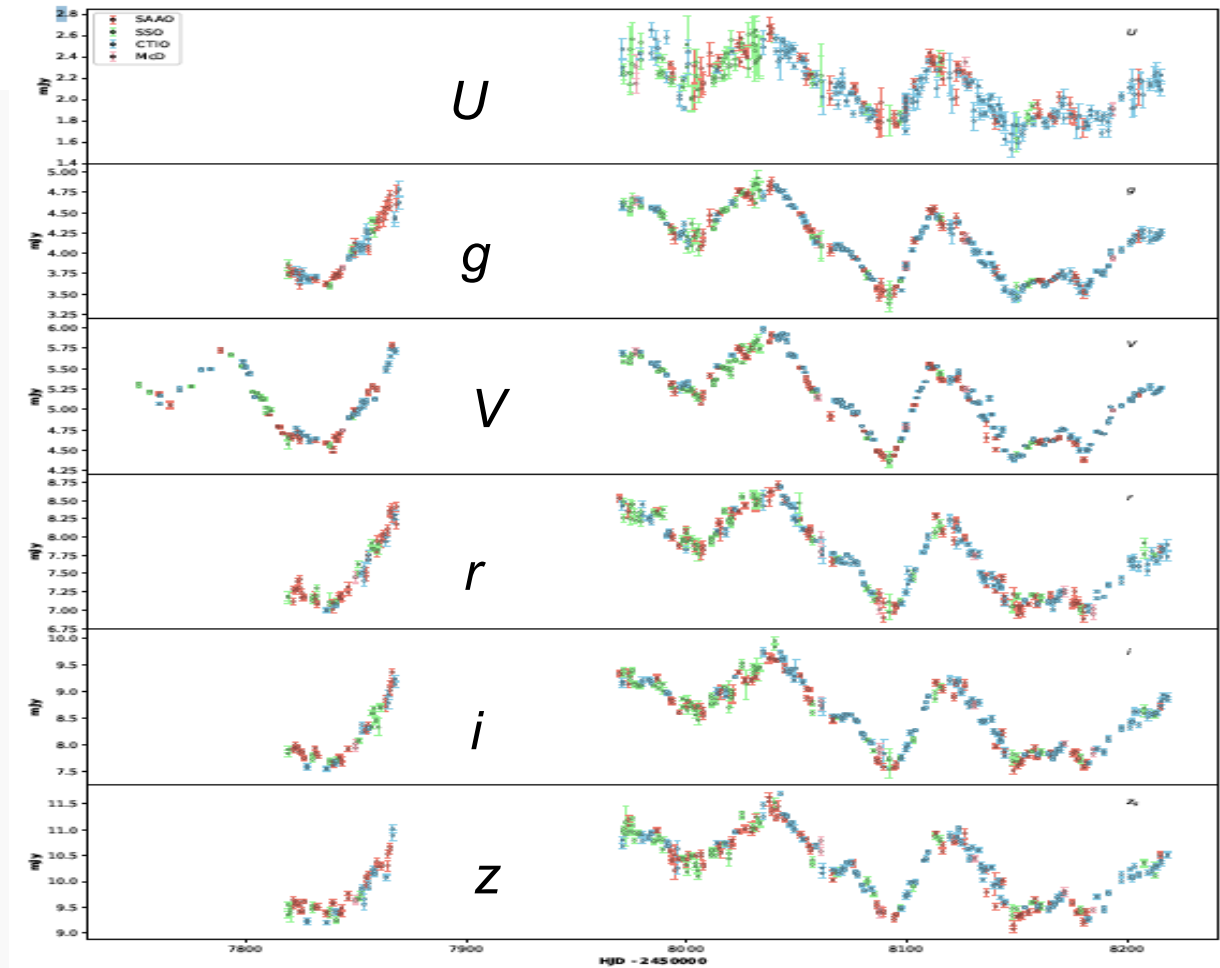 2.8
2.6
2.4
2.2
2.0
1.8
1.6
1.4
mJy
SAAO
SSO
CTIO
McD
U
U
5.00
4.75
4.50
4.25
4.00
3.75
3.50
3.25
mJy
g
g
6.00
5.75
5.50
5.25
5.00
4.75
4.50
4.25
mJy
V
V
8.75
8.50
8.25
8.00
7.75
7.50
7.25
7.00
6.75
mJy
r
r
10.0
9.5
9.0
8.5
8.0
7.5
mJy
i
i
11.5
11.0
10.5
10.0
9.5
9.0
mJy
z
zs
7800 7900 8000 8100 8200
HJD - 2450000